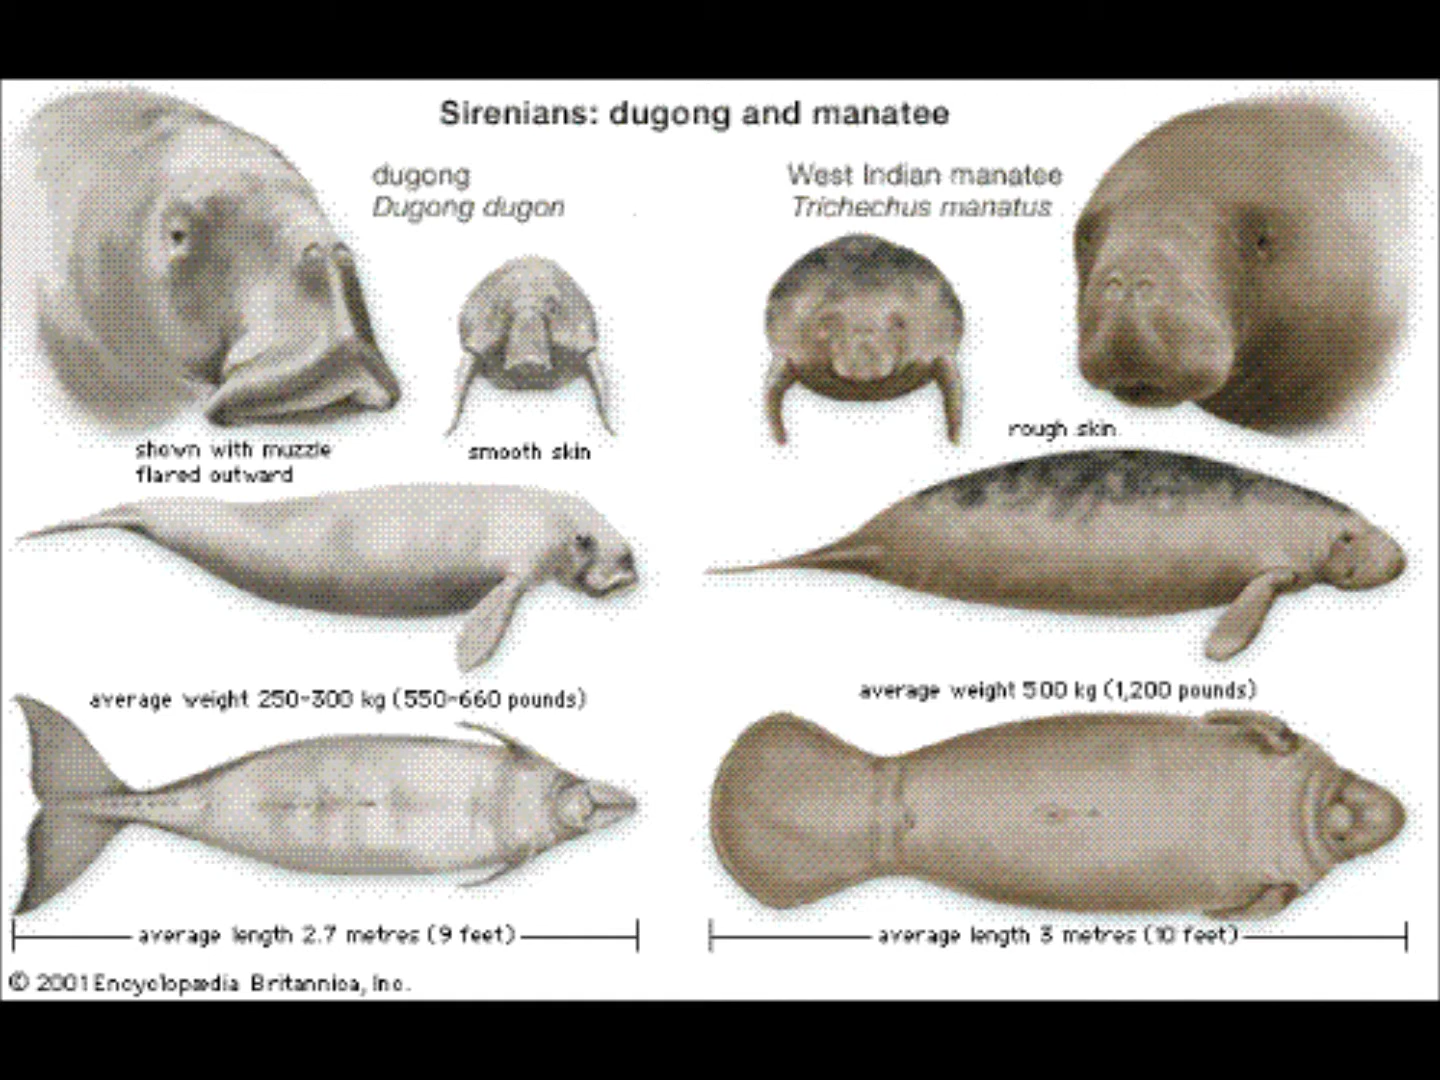 Sirenians: dugong and manatee
dugong
Dugong dugon
West Indian manatee
Trichechus manatus
shown with muzzle
flared outward
smooth skin
rough skin
average weight 250-300 kg (550-660 pounds)
average weight 500 kg (1,200 pounds)
average length 2.7 metres (9 feet)
average length 3 metres (10 feet)
© 2001 Encyclopædia Britannica, Inc.